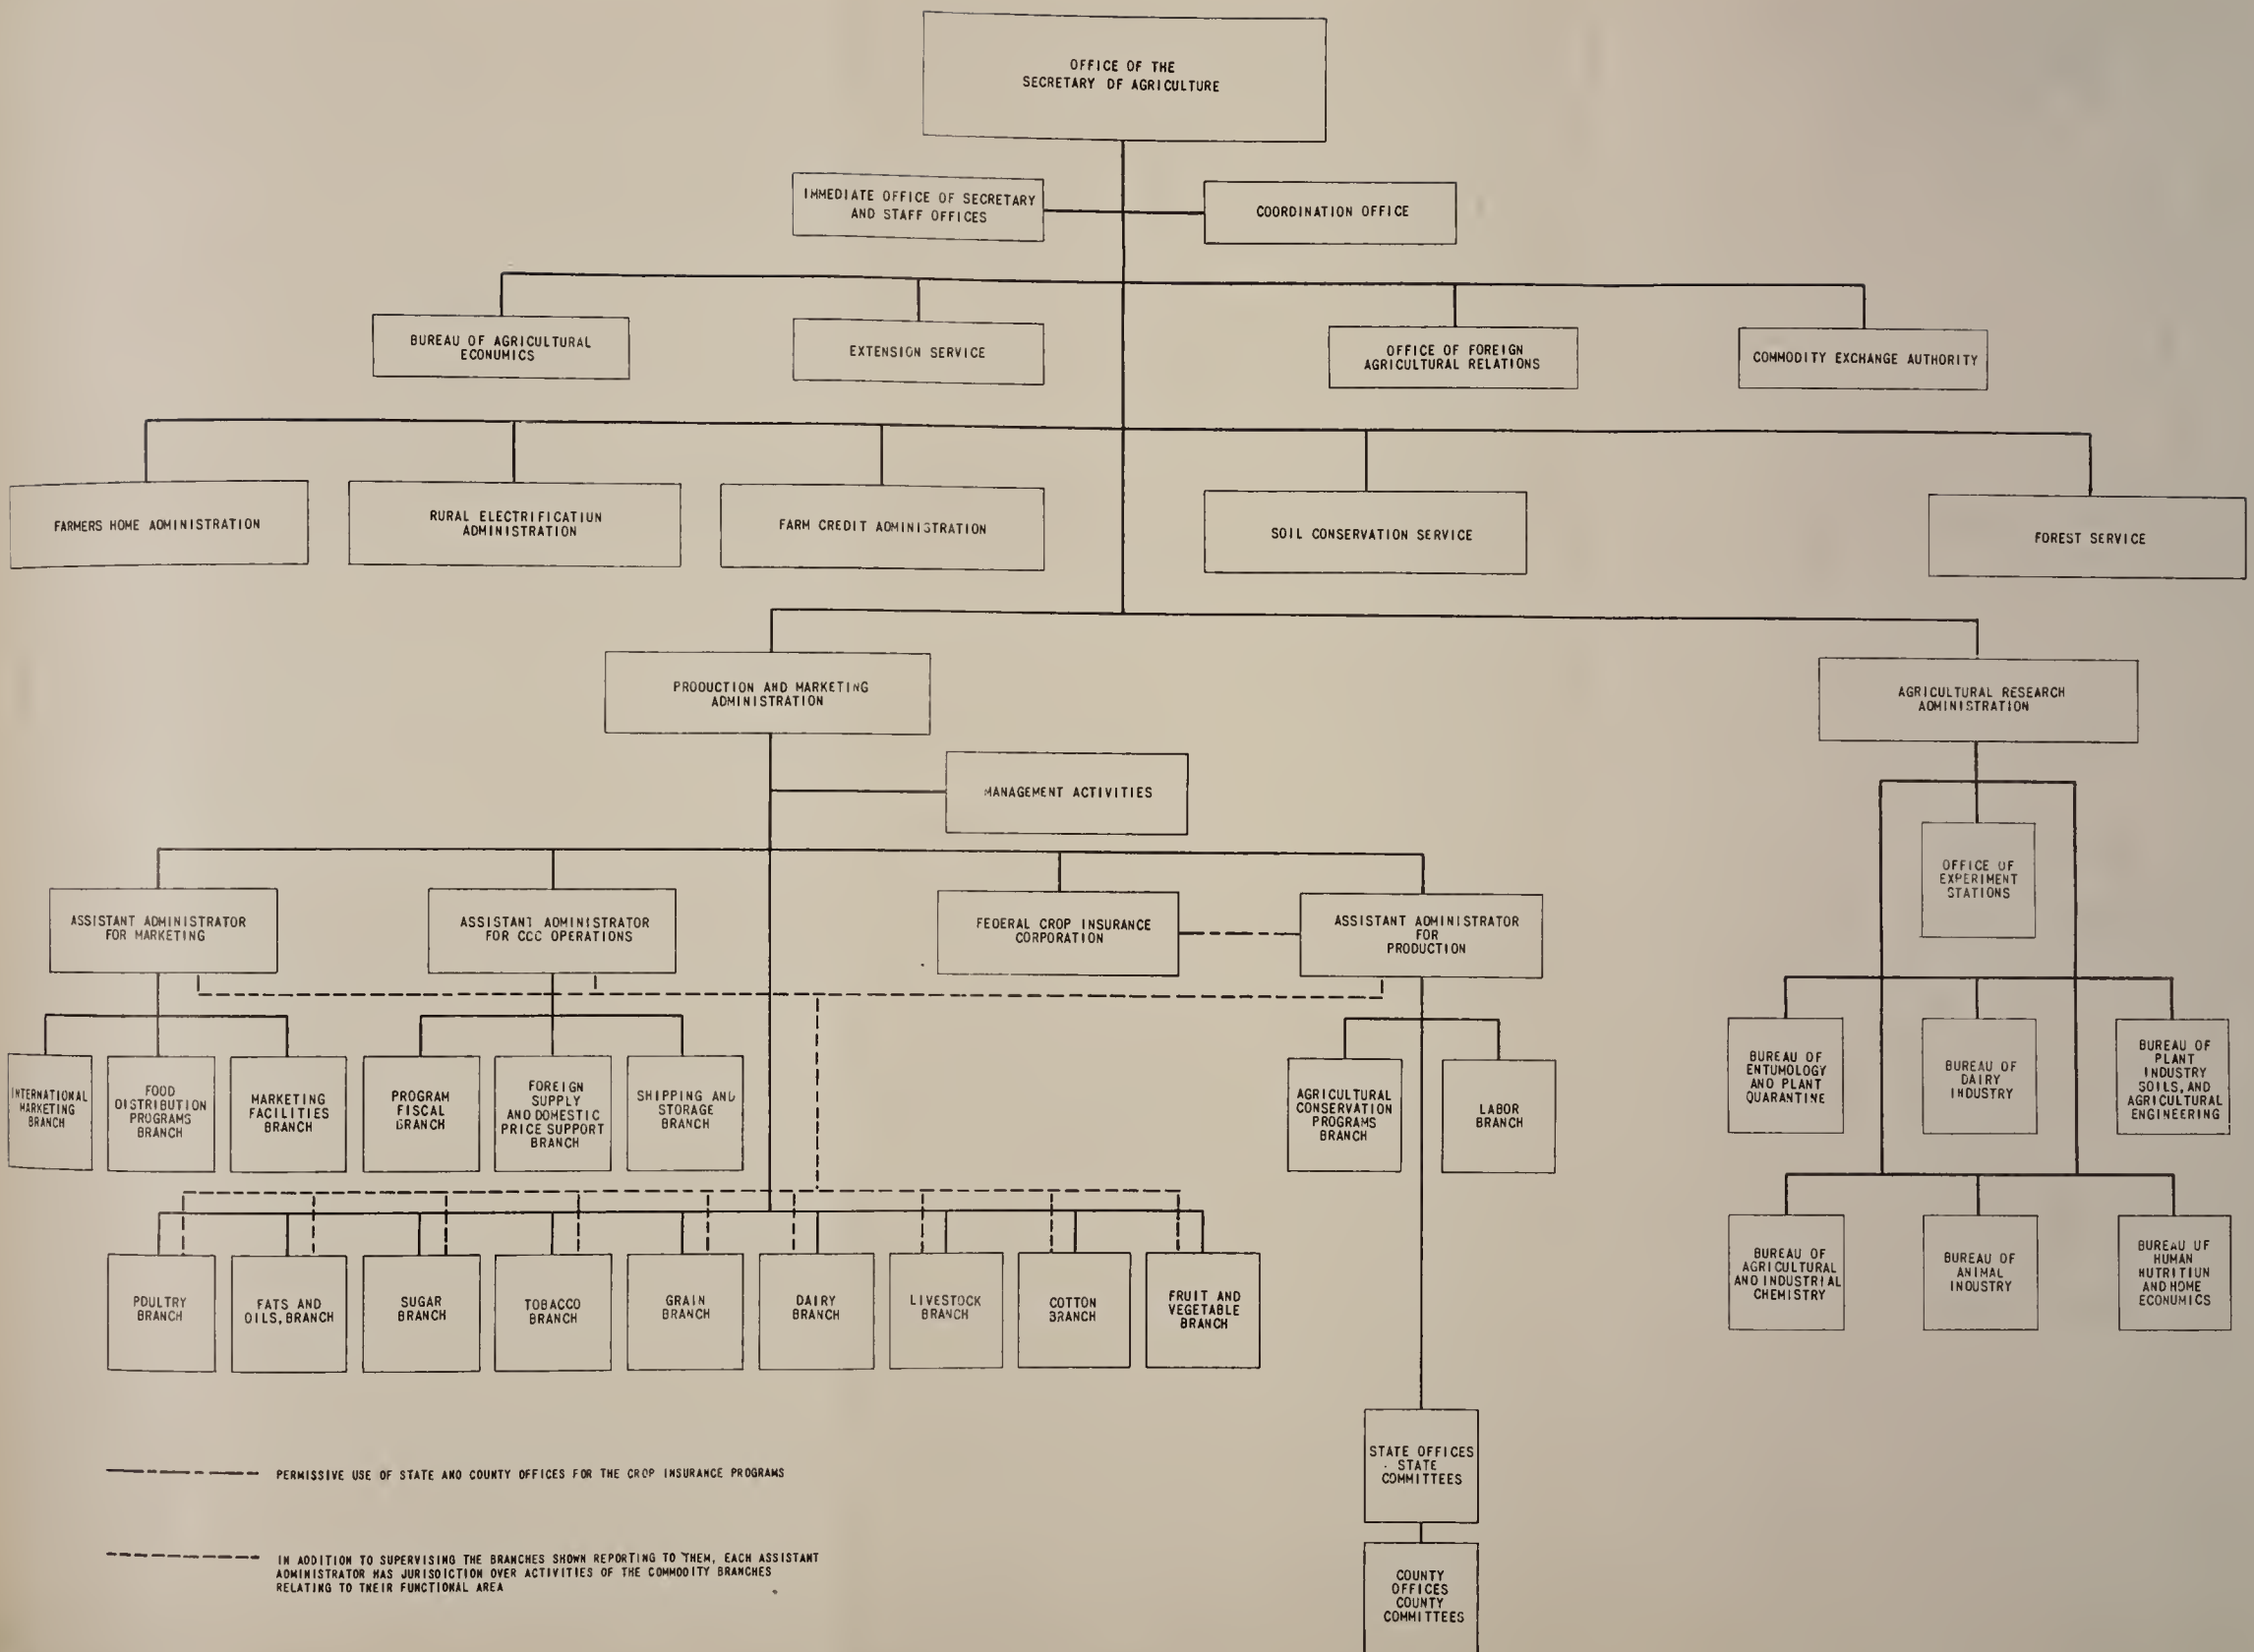 OFFICE OF THE
SECRETARY OF AGRICULTURE
IMMEDIATE OFFICE OF SECRETARY
AND STAFF OFFICES
COORDINATION OFFICE
BUREAU OF AGRICULTURAL
ECONOMICS
EXTENSION SERVICE
OFFICE OF FOREIGN
AGRICULTURAL RELATIONS
COMMODITY EXCHANGE AUTHORITY
FARMERS HOME ADMINISTRATION
RURAL ELECTRIFICATION
ADMINISTRATION
FARM CREDIT ADMINISTRATION
SOIL CONSERVATION SERVICE
FOREST SERVICE
PRODUCTION AND MARKETING
ADMINISTRATION
AGRICULTURAL RESEARCH
ADMINISTRATION
MANAGEMENT ACTIVITIES
OFFICE OF
EXPERIMENT
STATIONS
ASSISTANT ADMINISTRATOR
FOR MARKETING
ASSISTANT ADMINISTRATOR
FOR CCC OPERATIONS
FEDERAL CROP INSURANCE
CORPORATION
ASSISTANT ADMINISTRATOR
FOR
PRODUCTION
INTERNATIONAL
MARKETING
BRANCH
FOOD
DISTRIBUTION
PROGRAMS
BRANCH
MARKETING
FACILITIES
BRANCH
PROGRAM
FISCAL
BRANCH
FOREIGN
SUPPLY
AND DOMESTIC
PRICE SUPPORT
BRANCH
SHIPPING AND
STORAGE
BRANCH
AGRICULTURAL
CONSERVATION
PROGRAMS
BRANCH
LABOR
BRANCH
BUREAU OF
ENTOMOLOGY
AND PLANT
QUARANTINE
BUREAU OF
DAIRY
INDUSTRY
BUREAU OF
PLANT
INDUSTRY
SOILS, AND
AGRICULTURAL
ENGINEERING
POULTRY
BRANCH
FATS AND
OILS, BRANCH
SUGAR
BRANCH
TOBACCO
BRANCH
GRAIN
BRANCH
DAIRY
BRANCH
LIVESTOCK
BRANCH
COTTON
BRANCH
FRUIT AND
VEGETABLE
BRANCH
BUREAU OF
AGRICULTURAL
AND INDUSTRIAL
CHEMISTRY
BUREAU OF
ANIMAL
INDUSTRY
BUREAU OF
HUMAN
NUTRITION
AND HOME
ECONOMICS
STATE OFFICES
STATE
COMMITTEES
COUNTY
OFFICES
COUNTY
COMMITTEES
PERMISSIVE USE OF STATE AND COUNTY OFFICES FOR THE CROP INSURANCE PROGRAMS
IN ADDITION TO SUPERVISING THE BRANCHES SHOWN REPORTING TO THEM, EACH ASSISTANT
ADMINISTRATOR HAS JURISDICTION OVER ACTIVITIES OF THE COMMODITY BRANCHES
RELATING TO THEIR FUNCTIONAL AREA